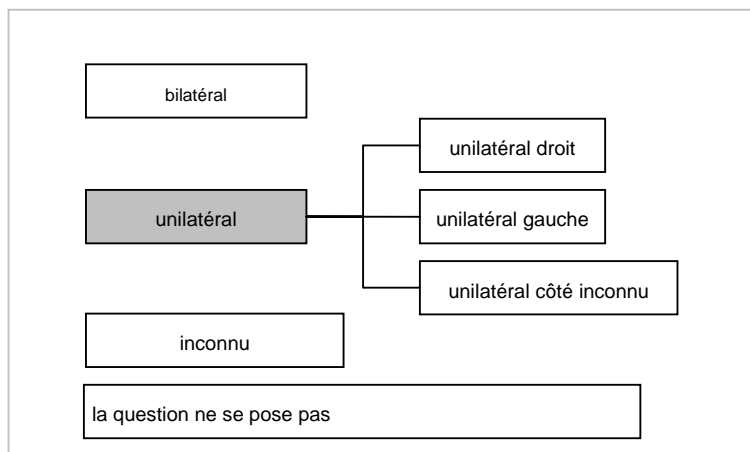 bilatéral
unilatéral droit
unilatéral
unilatéral gauche
unilatéral côté inconnu
inconnu
la question ne se pose pas